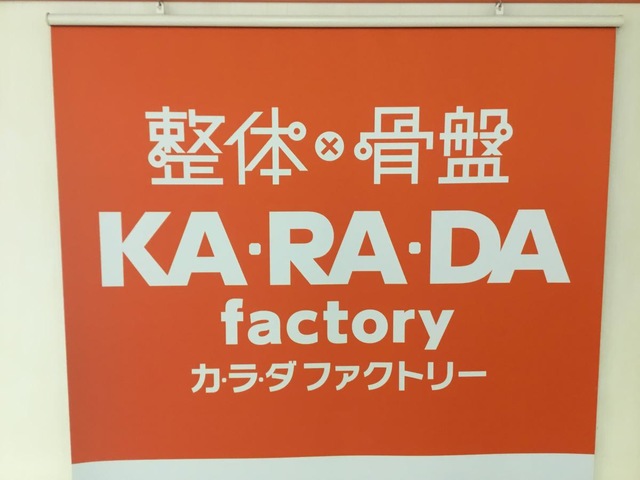 整体×骨盤
KA・RA・DA
factory
カ・ラ・ダ ファクトリー